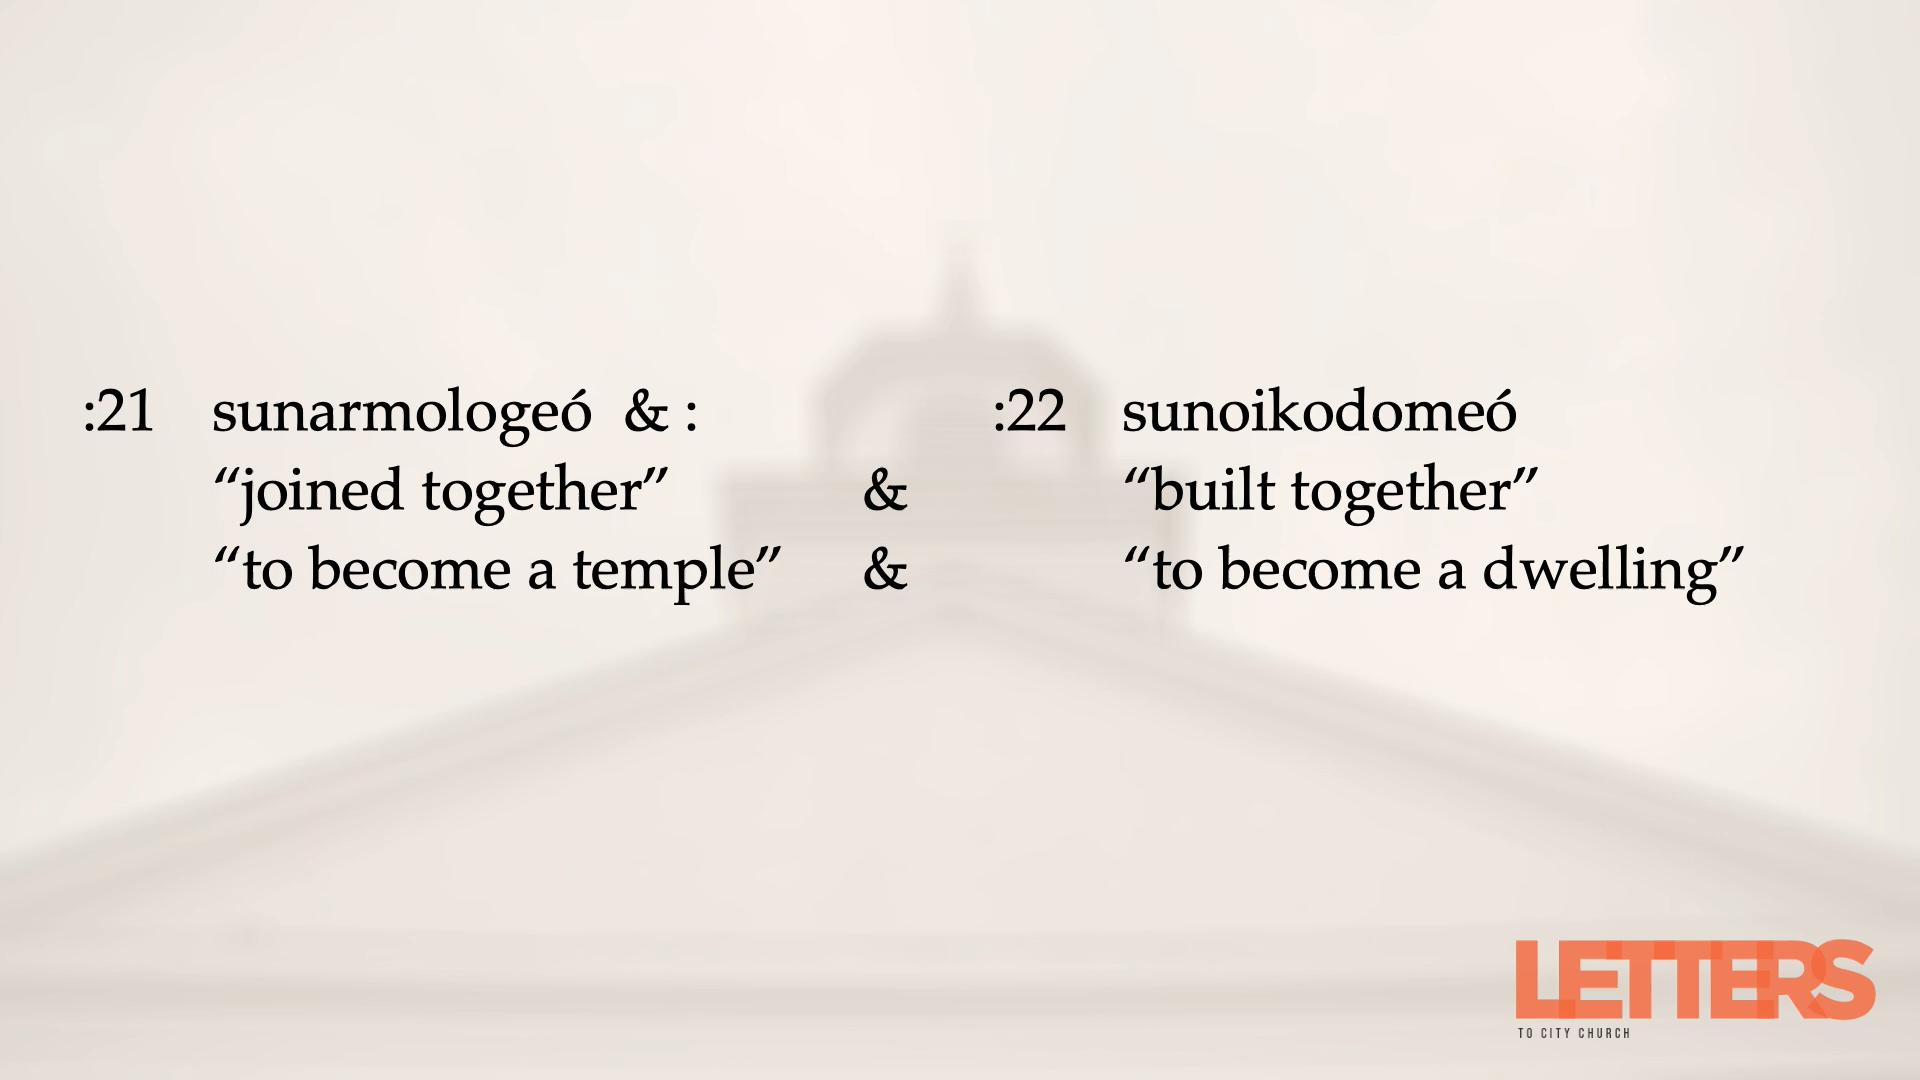 :21 sunarmologeó & : :22 sunoikodomeó
“joined together” & “built together”
“to become a temple” & “to become a dwelling”
LETTERS
TO CITY CHURCH